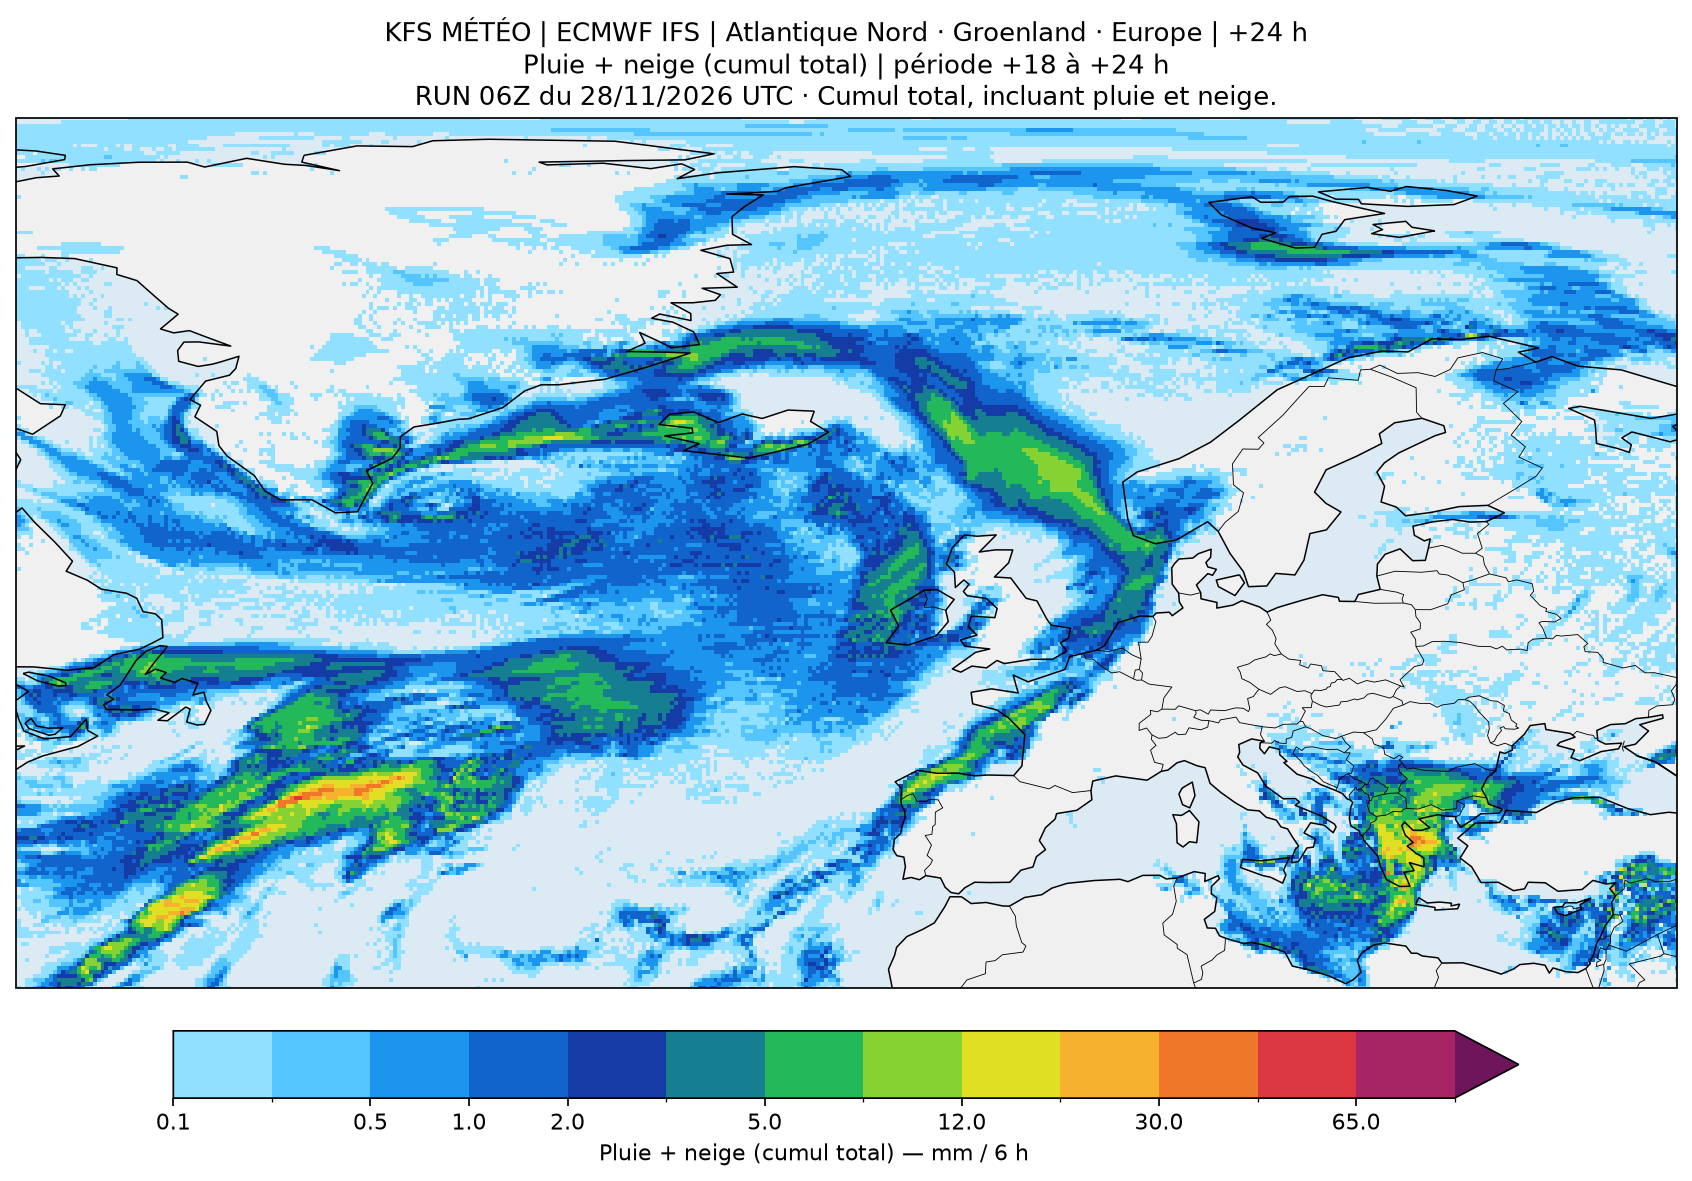 KFS MÉTÉO | ECMWF IFS | Atlantique Nord · Groenland · Europe | +24 h
Pluie + neige (cumul total) | période +18 à +24 h
RUN 06Z du 28/11/2026 UTC · Cumul total, incluant pluie et neige.
0.1 0.5 1.0 2.0 5.0 12.0 30.0 65.0
Pluie + neige (cumul total) — mm / 6 h